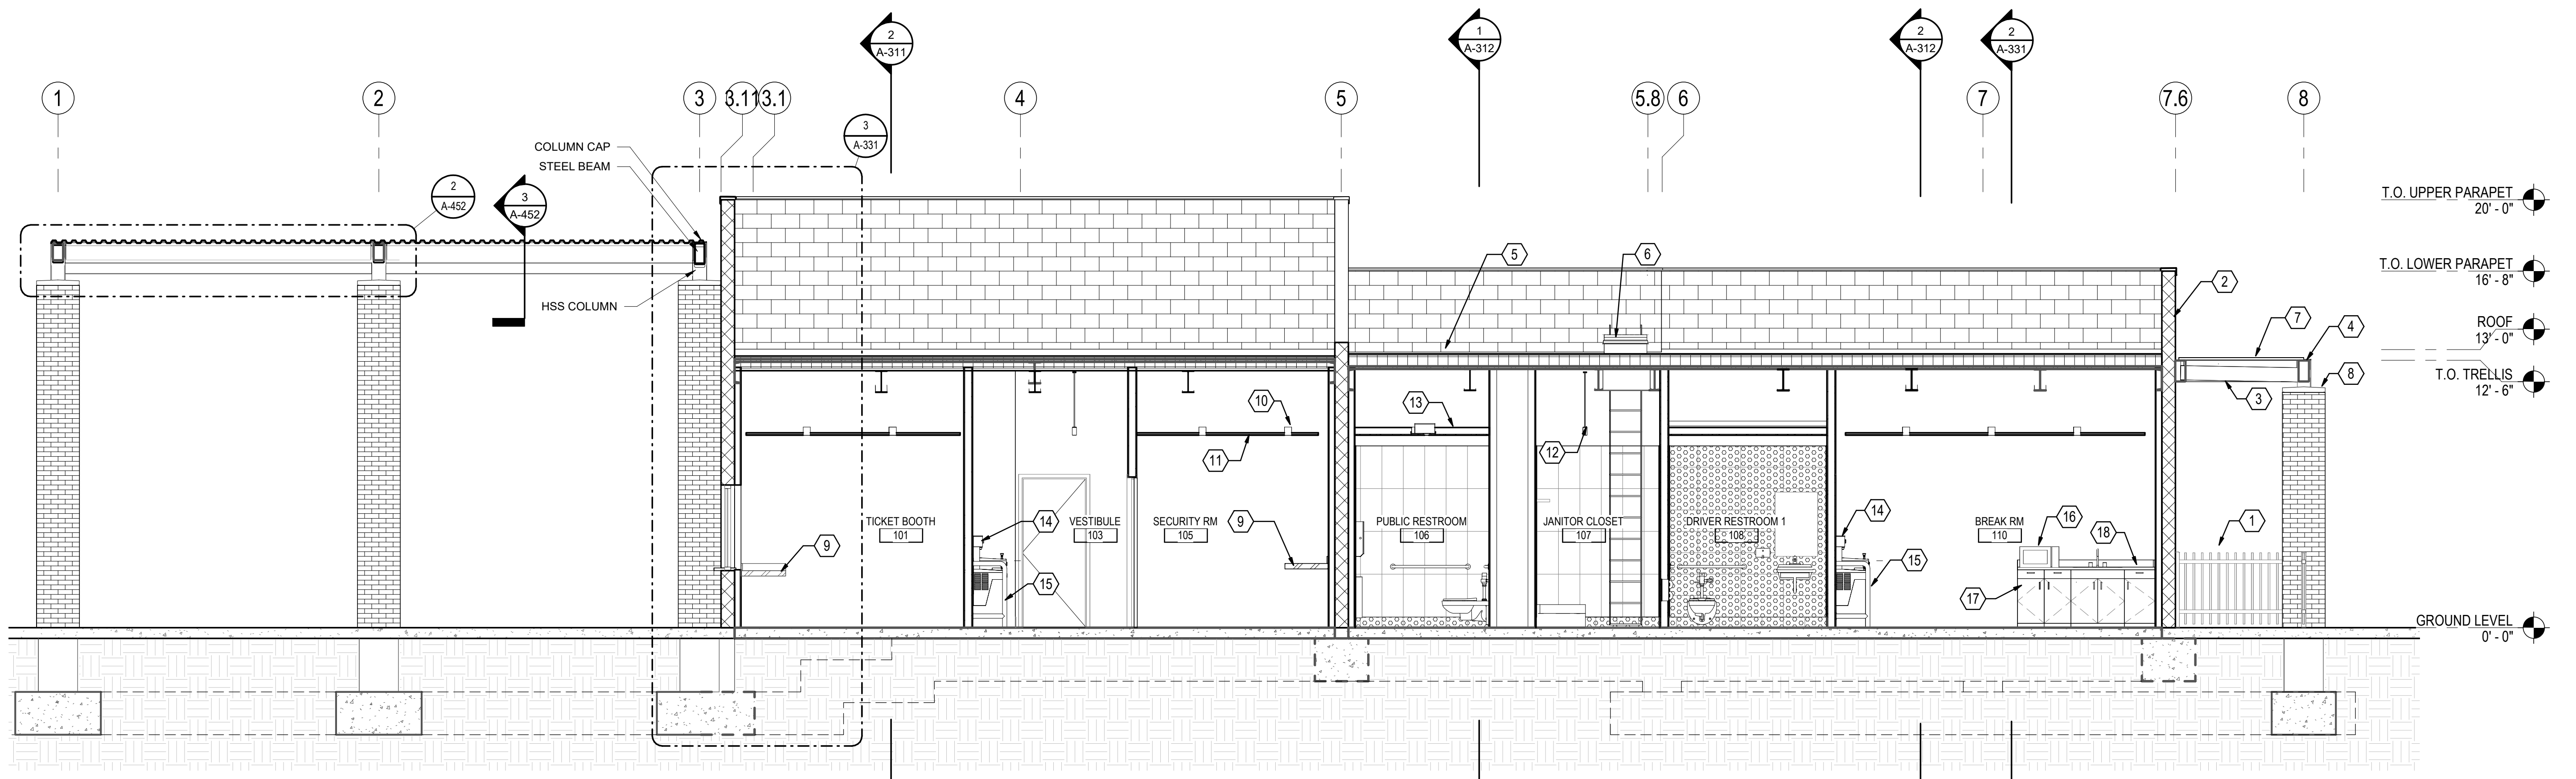 2
A-311
1
A-312
2
A-312
2
A-331
1
2
3
3.11
3.1
4
5
5.8
6
7
7.6
8
3
A-331
COLUMN CAP
STEEL BEAM
2
A-452
3
A-452
HSS COLUMN
T.O. UPPER PARAPET
20' - 0"
T.O. LOWER PARAPET
16' - 8"
ROOF
13' - 0"
T.O. TRELLIS
12' - 6"
GROUND LEVEL
0' - 0"
5
6
2
7
4
8
3
10
13
11
12
TICKET BOOTH
101
14
VESTIBULE
103
SECURITY RM
105
9
PUBLIC RESTROOM
106
JANITOR CLOSET
107
DRIVER RESTROOM 1
108
14
BREAK RM
110
16
18
1
9
15
15
17